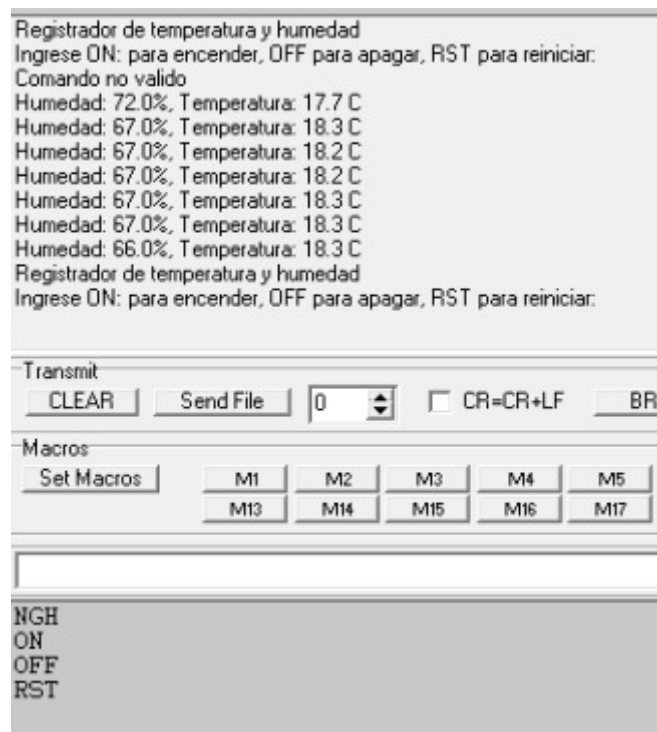 Registrador de temperatura y humedad
Ingrese ON: para encender, OFF para apagar, RST para reiniciar:
Comando no valido
Humedad: 72.0%, Temperatura: 17.7 C
Humedad: 67.0%, Temperatura: 18.3 C
Humedad: 67.0%, Temperatura: 18.2 C
Humedad: 67.0%, Temperatura: 18.2 C
Humedad: 67.0%, Temperatura: 18.3 C
Humedad: 67.0%, Temperatura: 18.3 C
Humedad: 66.0%, Temperatura: 18.3 C
Registrador de temperatura y humedad
Ingrese ON: para encender, OFF para apagar, RST para reiniciar:
Transmit
CLEAR Send File 0 CR=CR+LF BR
Macros
Set Macros M1 M2 M3 M4 M5
M13 M14 M15 M16 M17
NGH
ON
OFF
RST